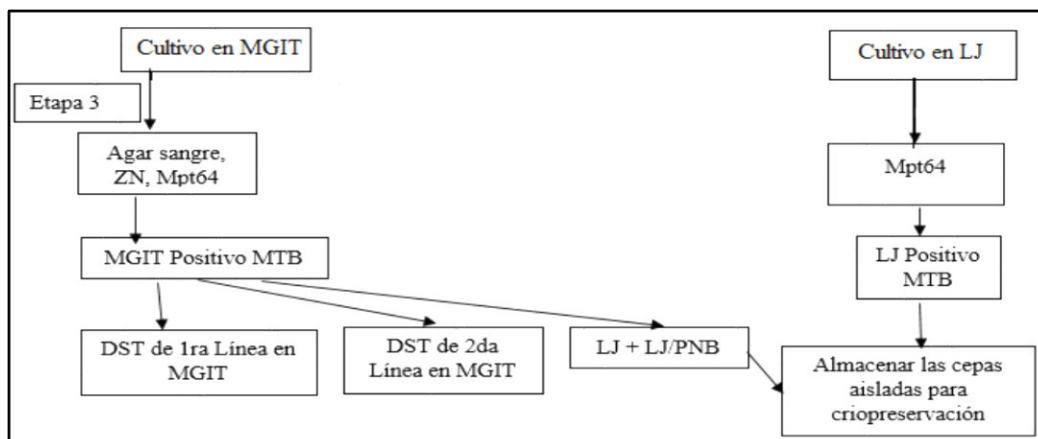 Cultivo en MGIT
Cultivo en LJ
Etapa 3
Agar sangre,
ZN, Mpt64
Mpt64
MGIT Positivo MTB
LJ Positivo
MTB
DST de 1ra Línea en
MGIT
DST de 2da
Línea en MGIT
LJ + LJ/PNB
Almacenar las cepas
aisladas para
criopreservación